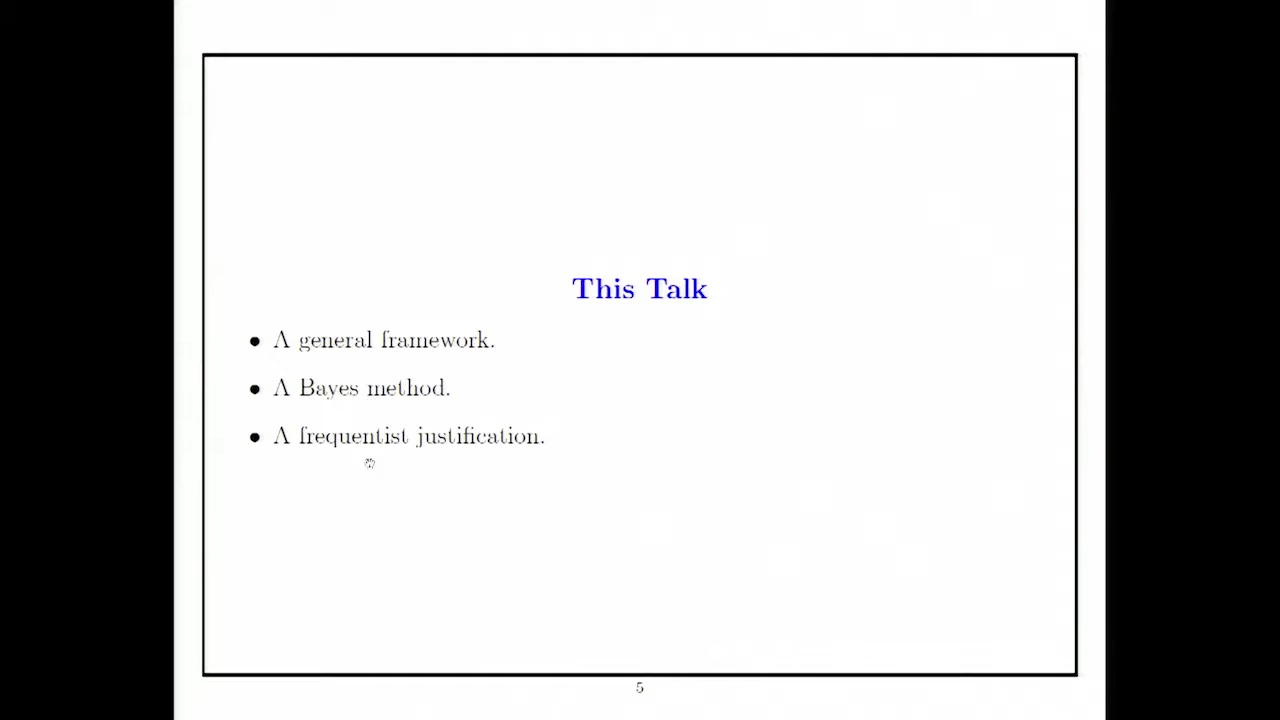 This Talk
• A general framework.
• A Bayes method.
• A frequentist justification.
5